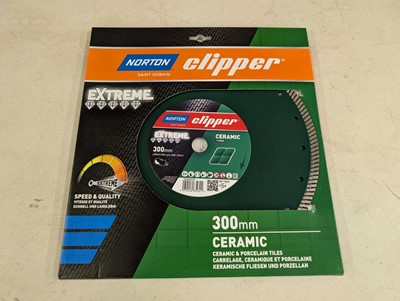 NORTON
SAINT-GOBAIN
clipper®
EXTREME
NORTON
clipper
EXTREME
CERAMIC
300mm
EXTREME
SPEED & QUALITY
VITESSE ET QUALITÉ
SCHNELL UND LANGLEBIG
300mm
CERAMIC
CERAMIC & PORCELAIN TILES
CARRELAGE, CERAMIQUE ET PORCELAINE
KERAMISCHE FLIESEN UND PORZELLAN